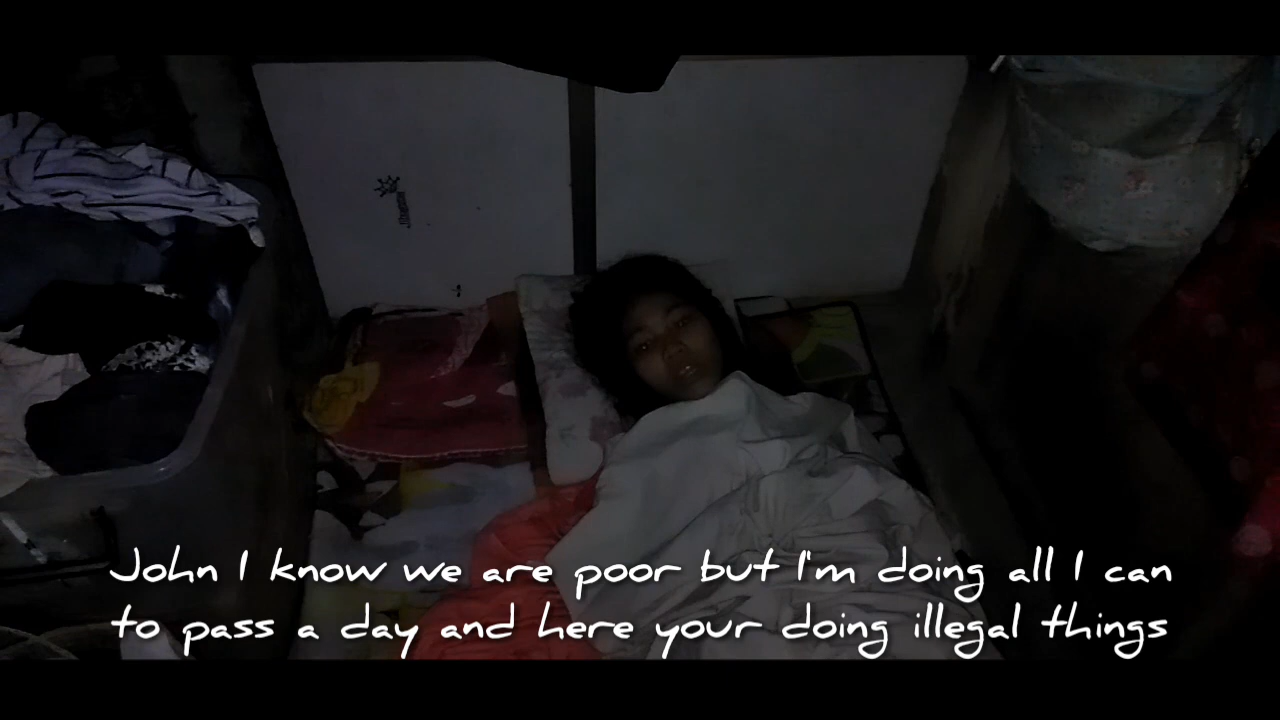 John I know we are poor but I'm doing all I can
to pass a day and here your doing illegal things